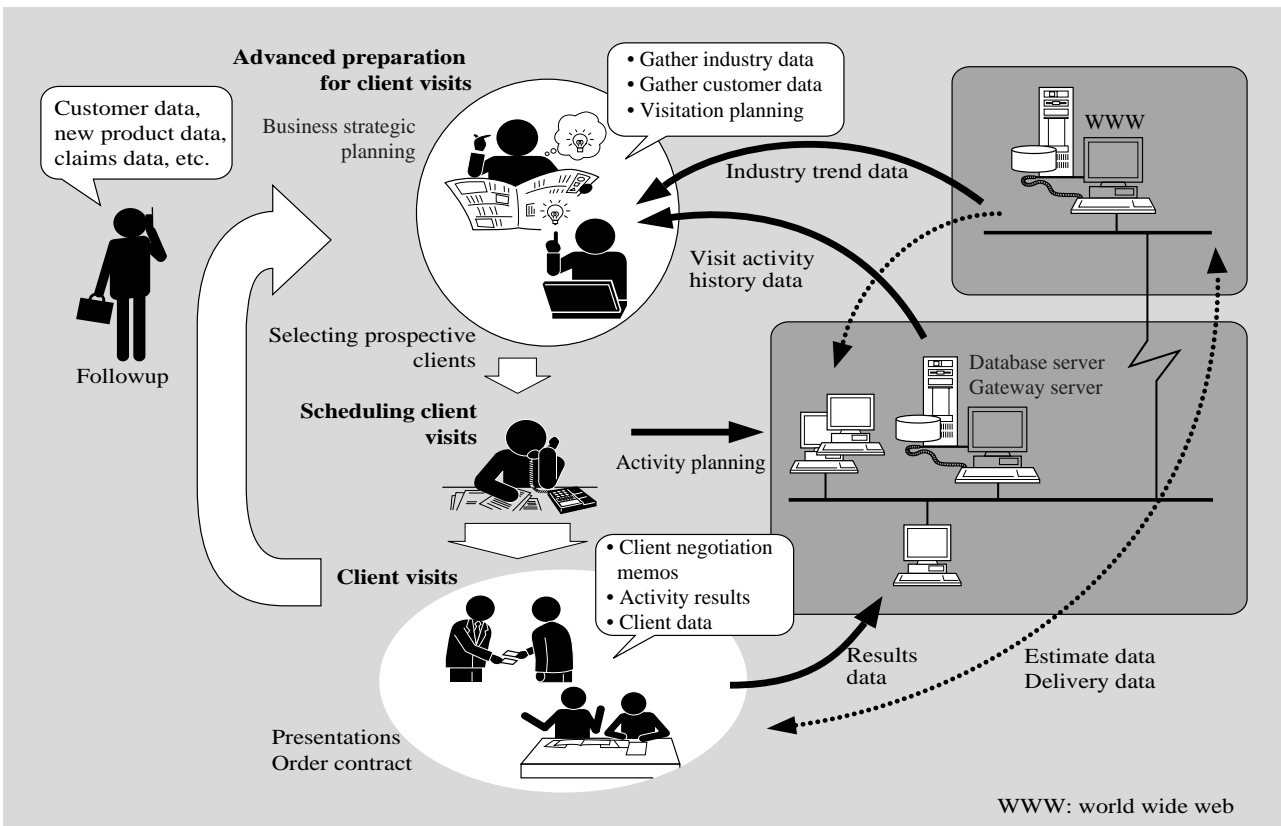 Advanced preparation
for client visits
Business strategic
planning
• Gather industry data
• Gather customer data
• Visitation planning
Customer data,
new product data,
claims data, etc.
Followup
WWW
Industry trend data
Visit activity
history data
Selecting prospective
clients
Database server
Gateway server
Scheduling client
visits
Activity planning
Client visits
• Client negotiation
memos
• Activity results
• Client data
Results
data
Estimate data
Delivery data
Presentations
Order contract
WWW: world wide web